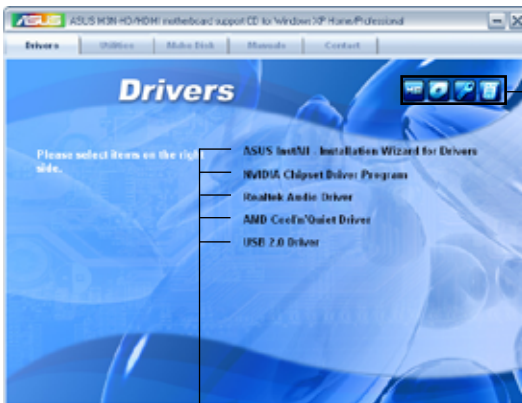 ASUS M3N-HD/HDMI motherboard support CD for Windows XP Home/Professional
Drivers Utilities Make Disk Manuals Contact
Drivers
Please select items on the right side.
ASUS InstAll - Installation Wizard for Drivers
NVIDIA Chipset Driver Program
Realtek Audio Driver
AMD Cool'n'Quiet Driver
USB 2.0 Driver